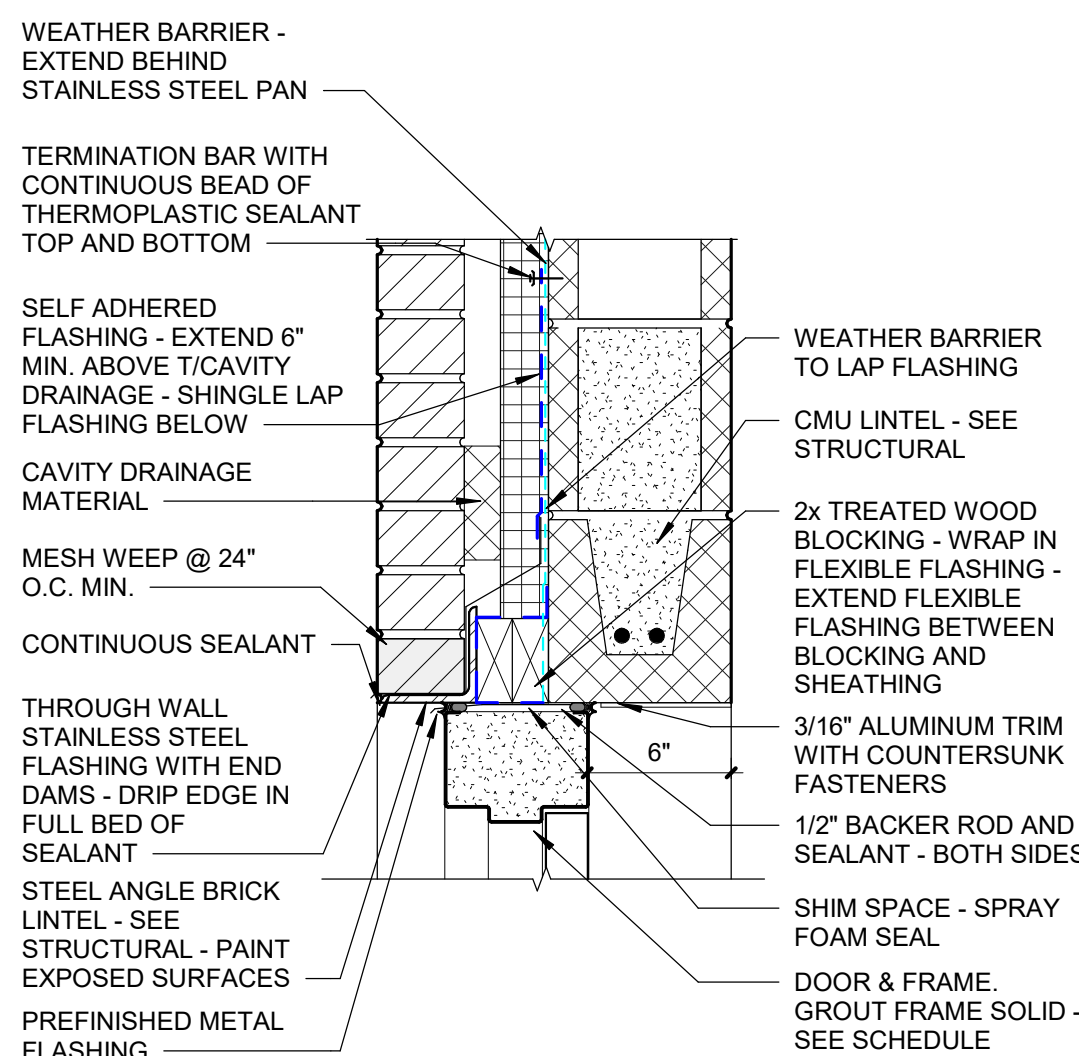 WEATHER BARRIER -
EXTEND BEHIND
STAINLESS STEEL PAN
TERMINATION BAR WITH
CONTINUOUS BEAD OF
THERMOPLASTIC SEALANT
TOP AND BOTTOM
SELF ADHERED
FLASHING - EXTEND 6"
MIN. ABOVE T/CAVITY
DRAINAGE - SHINGLE LAP
FLASHING BELOW
CAVITY DRAINAGE
MATERIAL
MESH WEEP @ 24"
O.C. MIN.
CONTINUOUS SEALANT
THROUGH WALL
STAINLESS STEEL
FLASHING WITH END
DAMS - DRIP EDGE IN
FULL BED OF
SEALANT
STEEL ANGLE BRICK
LINTEL - SEE
STRUCTURAL - PAINT
EXPOSED SURFACES
PREFINISHED METAL
FLASHING
WEATHER BARRIER
TO LAP FLASHING
CMU LINTEL - SEE
STRUCTURAL
2x TREATED WOOD
BLOCKING - WRAP IN
FLEXIBLE FLASHING -
EXTEND FLEXIBLE
FLASHING BETWEEN
BLOCKING AND
SHEATHING
3/16" ALUMINUM TRIM
WITH COUNTERSUNK
FASTENERS
6"
1/2" BACKER ROD AND
SEALANT - BOTH SIDES
SHIM SPACE - SPRAY
FOAM SEAL
DOOR & FRAME.
GROUT FRAME SOLID -
SEE SCHEDULE